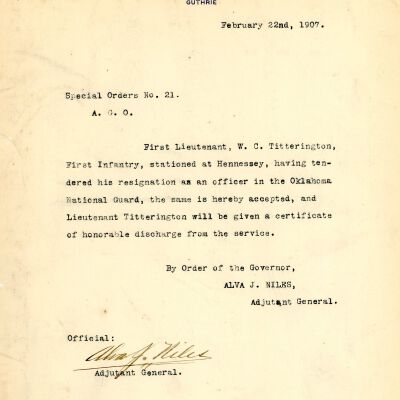 GUTHRIE
February 22nd, 1907.
Special Orders No. 21.
A. G. O.
First Lieutenant, W. C. Titterington,
First Infantry, stationed at Hennessey, having ten-
dered his resignation as an officer in the Oklahoma
National Guard, the same is hereby accepted, and
Lieutenant Titterington will be given a certificate
of honorable discharge from the service.
By Order of the Governor,
ALVA J. NILES,
Adjutant General.
Official:
Alva J. Niles
Adjutant General.